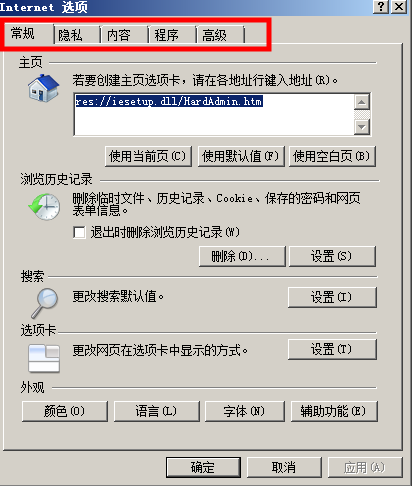 Internet 选项
常规 隐私 内容 程序 高级
主页
若要创建主页选项卡，请在各地址行键入地址(R)。
res://iesetup.dll/HardAdmin.htm
使用当前页(C) 使用默认值(F) 使用空白页(B)
浏览历史记录
删除临时文件、历史记录、Cookie、保存的密码和网页
表单信息。
退出时删除浏览历史记录(W)
删除(D)... 设置(S)
搜索
更改搜索默认值。 设置(I)
选项卡
更改网页在选项卡中显示的方式。 设置(T)
外观
颜色(O) 语言(L) 字体(N) 辅助功能(E)
确定 取消 应用(A)